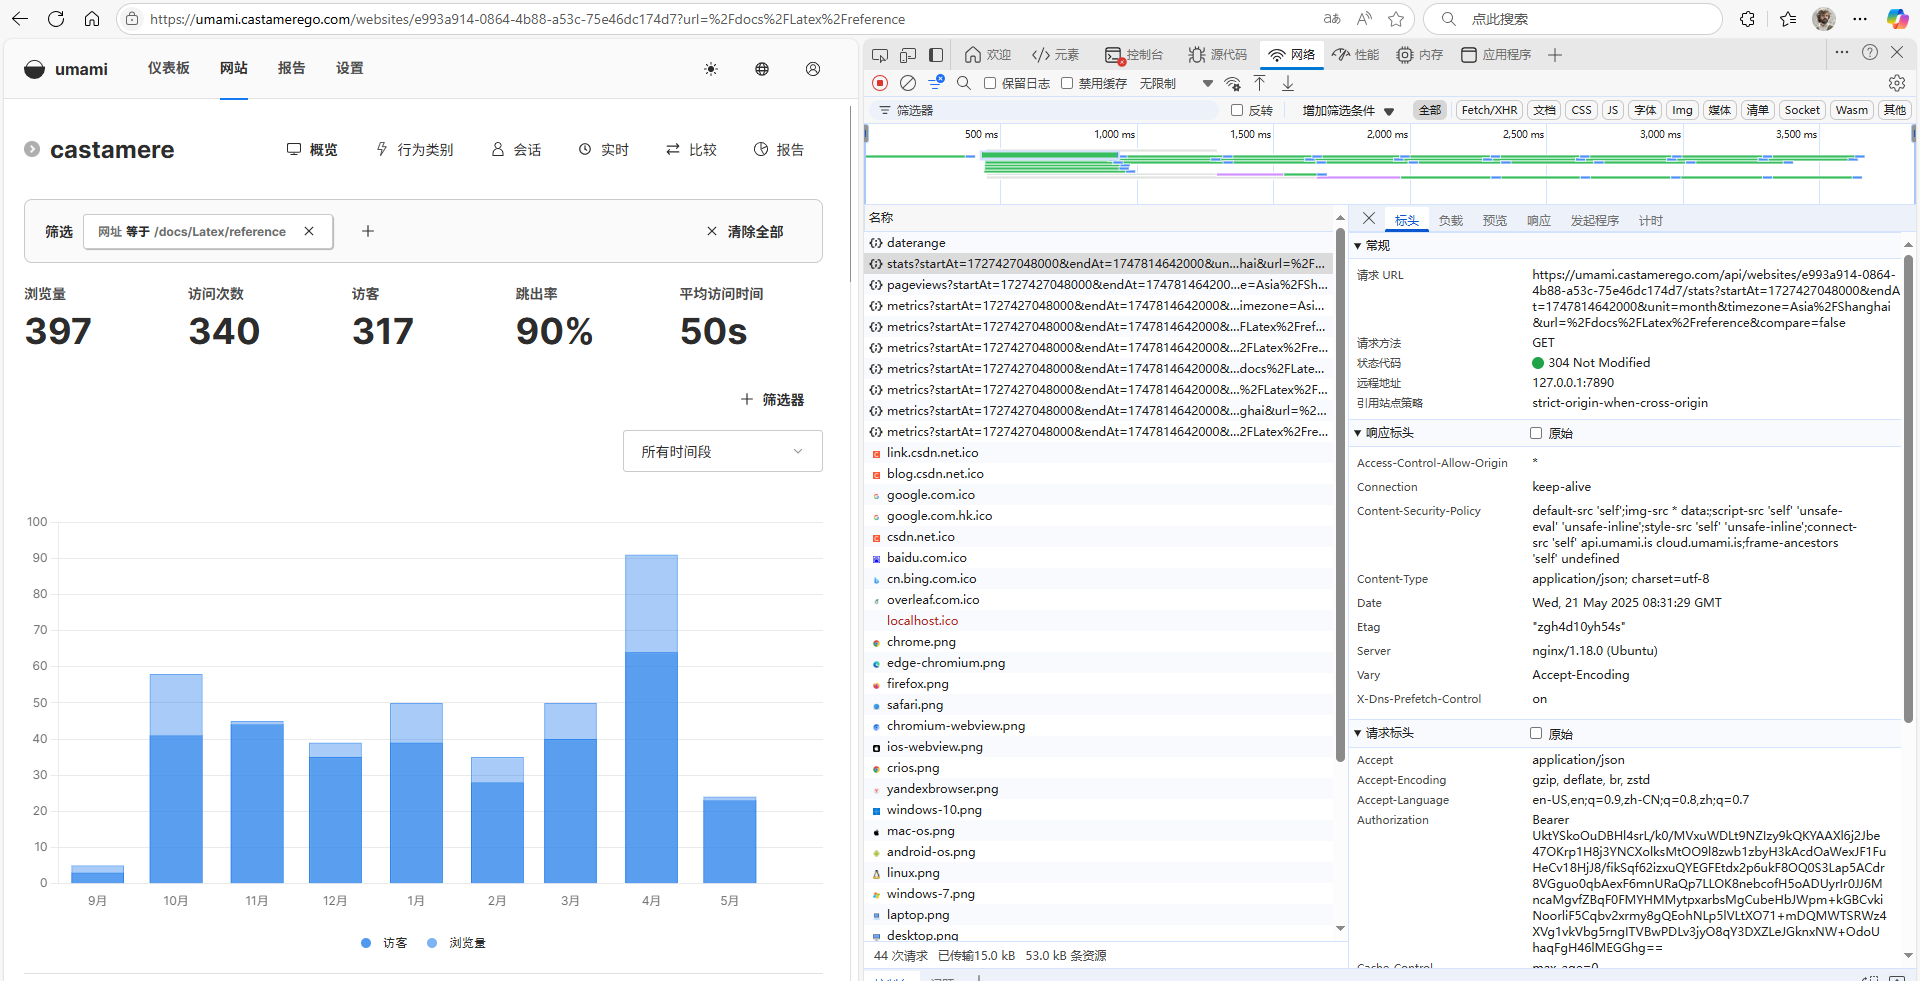 https://umami.castamerego.com/websites/e993a914-0864-4b88-a53c-75e46dc174d7?url=%2Fdocs%2FLatex%2Freference
点此搜索
umami
仪表板
网站
报告
设置
castamere
概览
行为类别
会话
实时
比较
报告
筛选
网址 等于 /docs/Latex/reference
清除全部
浏览量
访问次数
访客
跳出率
平均访问时间
397
340
317
90%
50s
筛选器
所有时间段
100
90
80
70
60
50
40
30
20
10
0
9月
10月
11月
12月
1月
2月
3月
4月
5月
访客
浏览量
欢迎
元素
控制台
源代码
网络
性能
内存
应用程序
保留日志
禁用缓存
无限制
筛选器
反转
增加筛选条件
全部
Fetch/XHR
文档
CSS
JS
字体
Img
媒体
清单
Socket
Wasm
其他
500 ms
1,000 ms
1,500 ms
2,000 ms
2,500 ms
3,000 ms
3,500 ms
名称
daterange
stats?startAt=1727427048000&endAt=1747814642000&un...hai&url=%2F...
pageviews?startAt=1727427048000&endAt=174781464200...e=Asia%2FSh...
metrics?startAt=1727427048000&endAt=1747814642000&...imezone=Asi...
metrics?startAt=1727427048000&endAt=1747814642000&...FLatex%2Fref...
metrics?startAt=1727427048000&endAt=1747814642000&...2FLatex%2Fre...
metrics?startAt=1727427048000&endAt=1747814642000&...docs%2FLate...
metrics?startAt=1727427048000&endAt=1747814642000&...%2FLatex%2F...
metrics?startAt=1727427048000&endAt=1747814642000&...ghai&url=%2...
metrics?startAt=1727427048000&endAt=1747814642000&...2FLatex%2Fre...
link.csdn.net.ico
blog.csdn.net.ico
google.com.ico
google.com.hk.ico
csdn.net.ico
baidu.com.ico
cn.bing.com.ico
overleaf.com.ico
localhost.ico
chrome.png
edge-chromium.png
firefox.png
safari.png
chromium-webview.png
ios-webview.png
crios.png
yandexbrowser.png
windows-10.png
mac-os.png
android-os.png
linux.png
windows-7.png
laptop.png
desktop.png
44 次请求
已传输15.0 kB
53.0 kB 条资源
标头
负载
预览
响应
发起程序
计时
常规
请求 URL
https://umami.castamerego.com/api/websites/e993a914-0864-
4b88-a53c-75e46dc174d7/stats?startAt=1727427048000&endA
t=1747814642000&unit=month&timezone=Asia%2FShanghai
&url=%2Fdocs%2FLatex%2Freference&compare=false
请求方法
GET
状态代码
304 Not Modified
远程地址
127.0.0.1:7890
引用站点策略
strict-origin-when-cross-origin
响应标头
原始
Access-Control-Allow-Origin
*
Connection
keep-alive
Content-Security-Policy
default-src 'self';img-src * data:;script-src 'self' 'unsafe-
eval' 'unsafe-inline';style-src 'self' 'unsafe-inline';connect-
src 'self' api.umami.is cloud.umami.is;frame-ancestors
'self' undefined
Content-Type
application/json; charset=utf-8
Date
Wed, 21 May 2025 08:31:29 GMT
Etag
"zgh4d10yh54s"
Server
nginx/1.18.0 (Ubuntu)
Vary
Accept-Encoding
X-Dns-Prefetch-Control
on
请求标头
原始
Accept
application/json
Accept-Encoding
gzip, deflate, br, zstd
Accept-Language
en-US,en;q=0.9,zh-CN;q=0.8,zh;q=0.7
Authorization
Bearer
Cache-Control
max-age=0